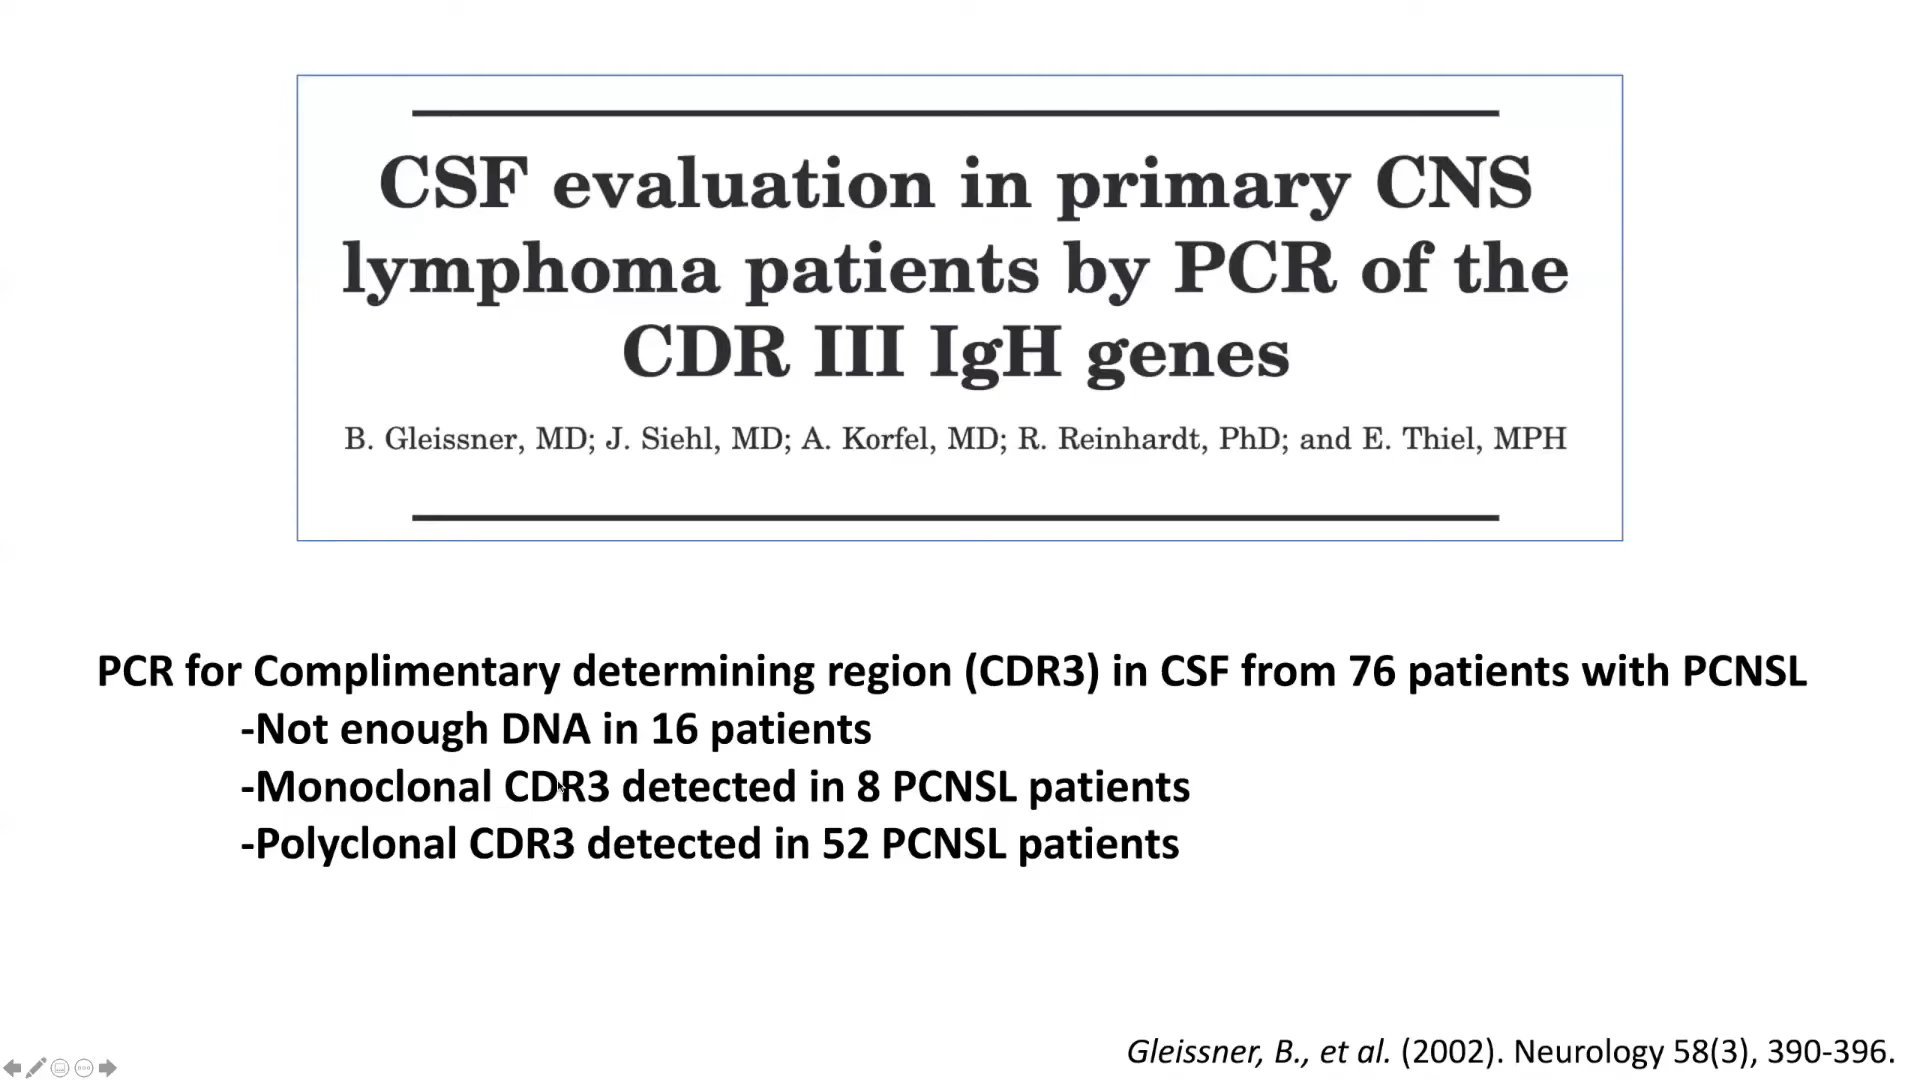 CSF evaluation in primary CNS
lymphoma patients by PCR of the
CDR III IgH genes
B. Gleissner, MD; J. Siehl, MD; A. Korfel, MD; R. Reinhardt, PhD; and E. Thiel, MPH
PCR for Complimentary determining region (CDR3) in CSF from 76 patients with PCNSL
-Not enough DNA in 16 patients
-Monoclonal CDR3 detected in 8 PCNSL patients
-Polyclonal CDR3 detected in 52 PCNSL patients
Gleissner, B., et al. (2002). Neurology 58(3), 390-396.